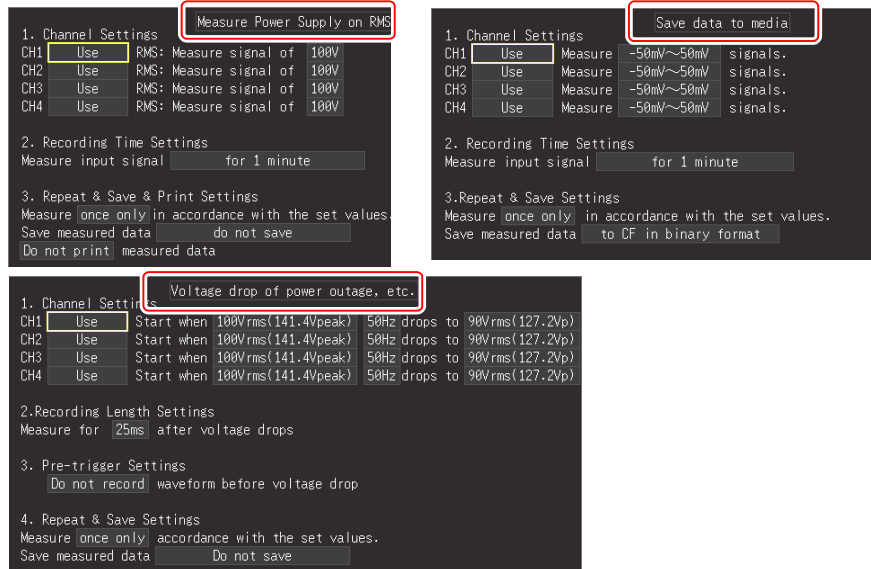 Measure Power Supply on RMS
1. Channel Settings
CH1 Use RMS: Measure signal of 100V
CH2 Use RMS: Measure signal of 100V
CH3 Use RMS: Measure signal of 100V
CH4 Use RMS: Measure signal of 100V
2. Recording Time Settings
Measure input signal for 1 minute
3. Repeat & Save & Print Settings
Measure once only in accordance with the set values.
Save measured data do not save
Do not print measured data
Save data to media
1. Channel Settings
CH1 Use Measure -50mV～50mV signals.
CH2 Use Measure -50mV～50mV signals.
CH3 Use Measure -50mV～50mV signals.
CH4 Use Measure -50mV～50mV signals.
2. Recording Time Settings
Measure input signal for 1 minute
3.Repeat & Save Settings
Measure once only in accordance with the set values.
Save measured data to CF in binary format
Voltage drop of power outage, etc.
1. Channel Settings
CH1 Use Start when 100Vrms(141.4Vpeak) 50Hz drops to 90Vrms(127.2Vp)
CH2 Use Start when 100Vrms(141.4Vpeak) 50Hz drops to 90Vrms(127.2Vp)
CH3 Use Start when 100Vrms(141.4Vpeak) 50Hz drops to 90Vrms(127.2Vp)
CH4 Use Start when 100Vrms(141.4Vpeak) 50Hz drops to 90Vrms(127.2Vp)
2.Recording Length Settings
Measure for 25ms after voltage drops
3. Pre-trigger Settings
Do not record waveform before voltage drop
4. Repeat & Save Settings
Measure once only accordance with the set values.
Save measured data Do not save